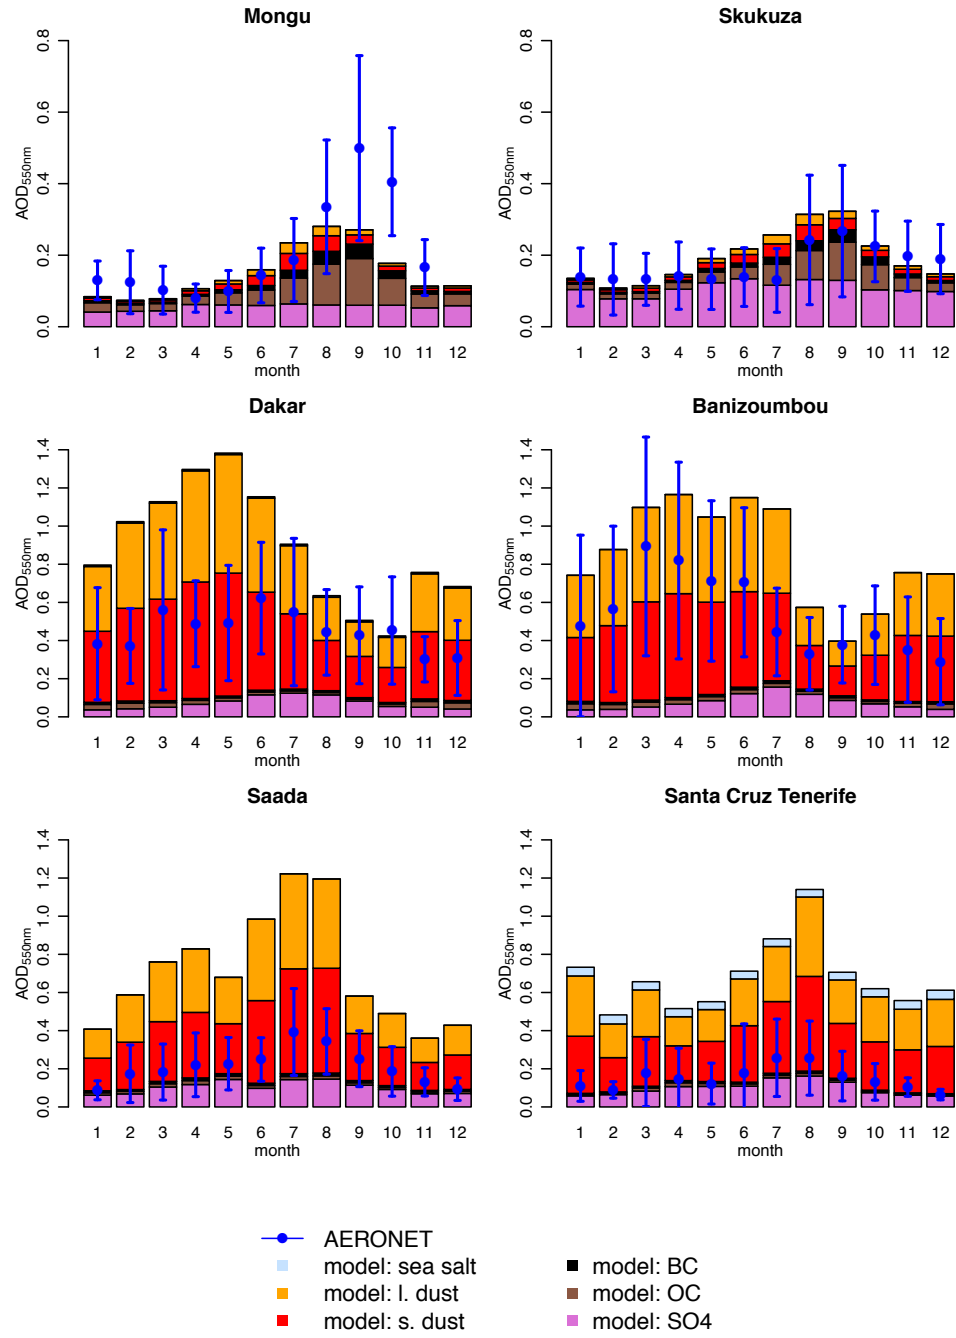 Mongu
0.8
0.6
0.4
0.2
0.0
AOD550nm
1 2 3 4 5 6 7 8 9 10 11 12
month
Skukuza
0.8
0.6
0.4
0.2
0.0
AOD550nm
1 2 3 4 5 6 7 8 9 10 11 12
month
Dakar
1.4
1.2
1.0
0.8
0.6
0.4
0.2
0.0
AOD550nm
1 2 3 4 5 6 7 8 9 10 11 12
month
Banizoumbou
1.4
1.2
1.0
0.8
0.6
0.4
0.2
0.0
AOD550nm
1 2 3 4 5 6 7 8 9 10 11 12
month
Saada
1.4
1.2
1.0
0.8
0.6
0.4
0.2
0.0
AOD550nm
1 2 3 4 5 6 7 8 9 10 11 12
month
Santa Cruz Tenerife
1.4
1.2
1.0
0.8
0.6
0.4
0.2
0.0
AOD550nm
1 2 3 4 5 6 7 8 9 10 11 12
month
AERONET
model: sea salt
model: l. dust
model: s. dust
model: BC
model: OC
model: SO4